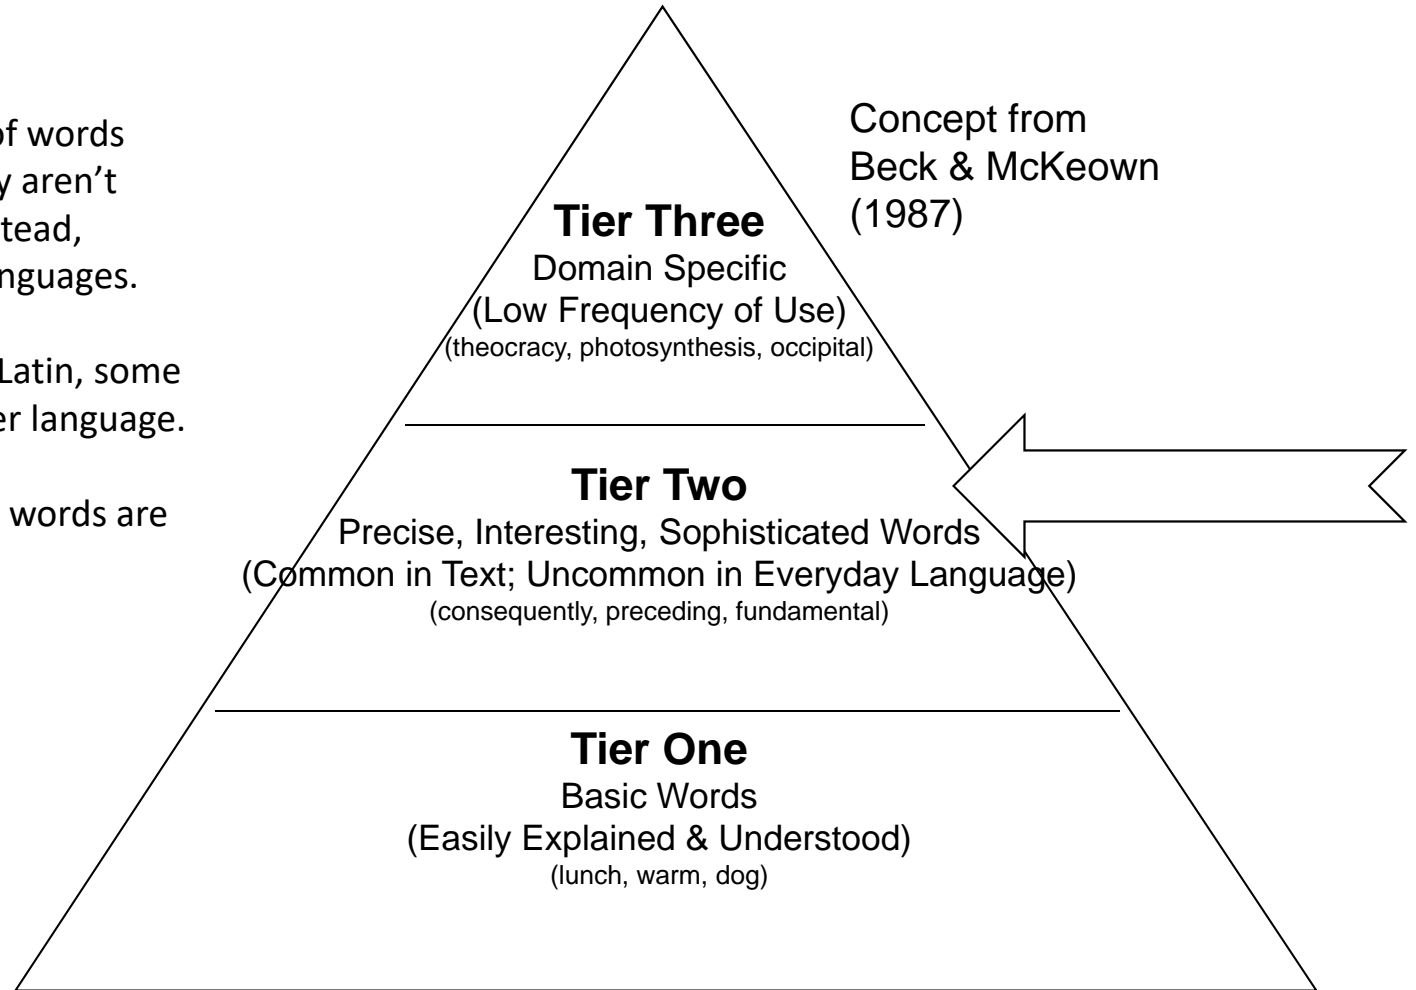 of words
y aren’t
tead,
nguages.
Latin, some
er language.
words are
Concept from
Beck & McKeown
(1987)
Tier Three
Domain Specific
(Low Frequency of Use)
(theocracy, photosynthesis, occipital)
Tier Two
Precise, Interesting, Sophisticated Words
(Common in Text; Uncommon in Everyday Language)
(consequently, preceding, fundamental)
Tier One
Basic Words
(Easily Explained & Understood)
(lunch, warm, dog)